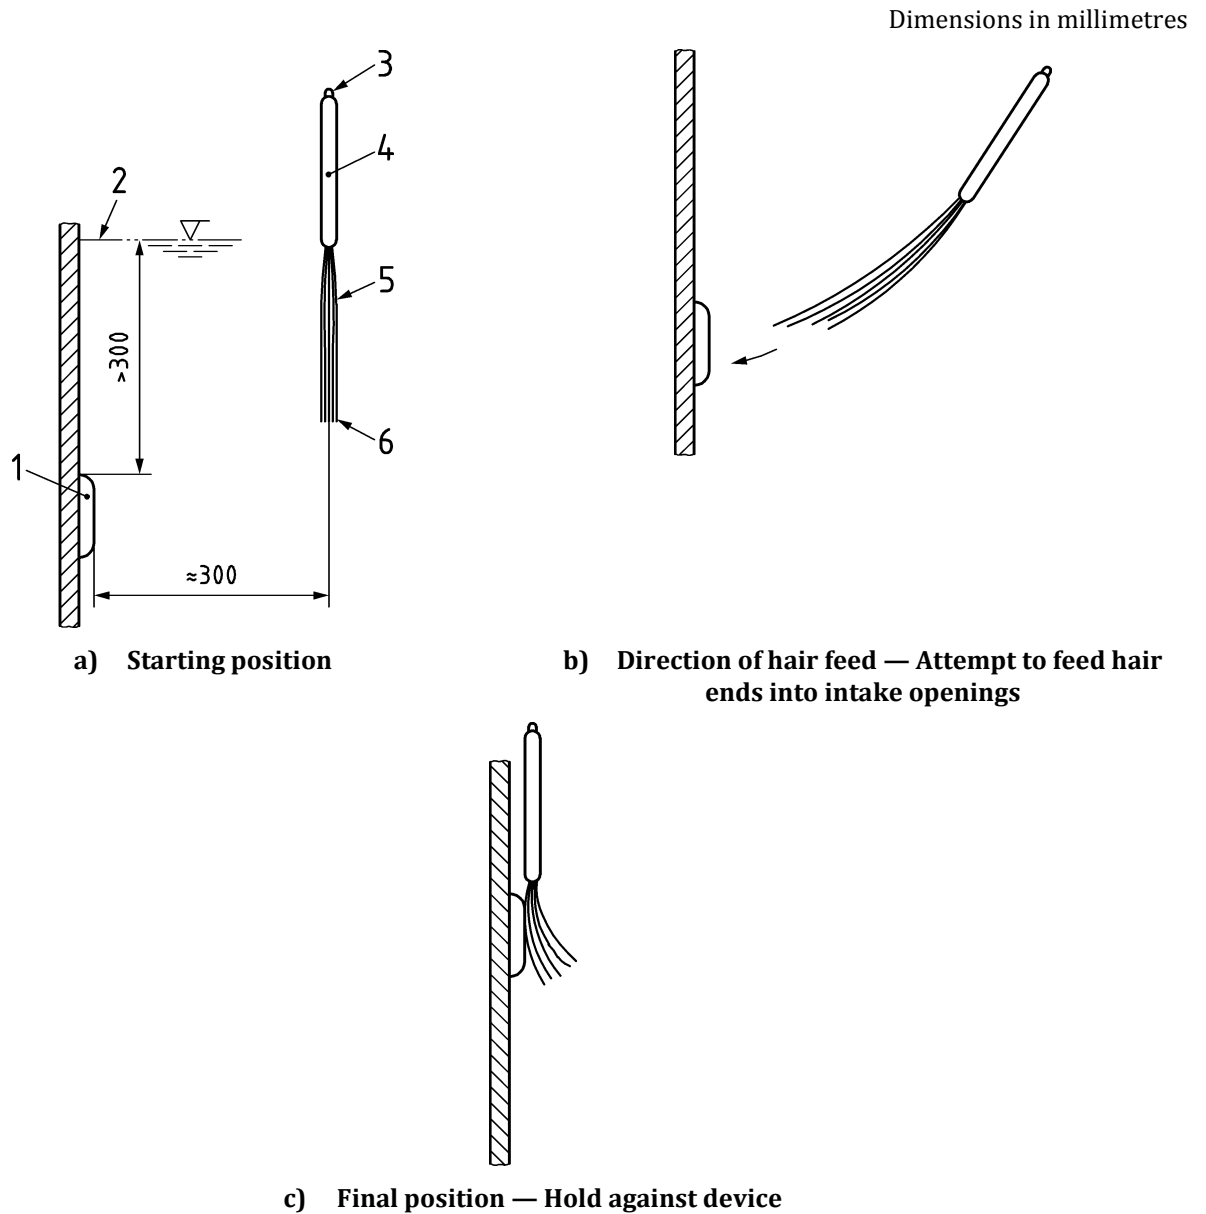 Dimensions in millimetres
3
4
2
5
>300
6
1
≈300
a) Starting position
b) Direction of hair feed — Attempt to feed hair
ends into intake openings
c) Final position — Hold against device